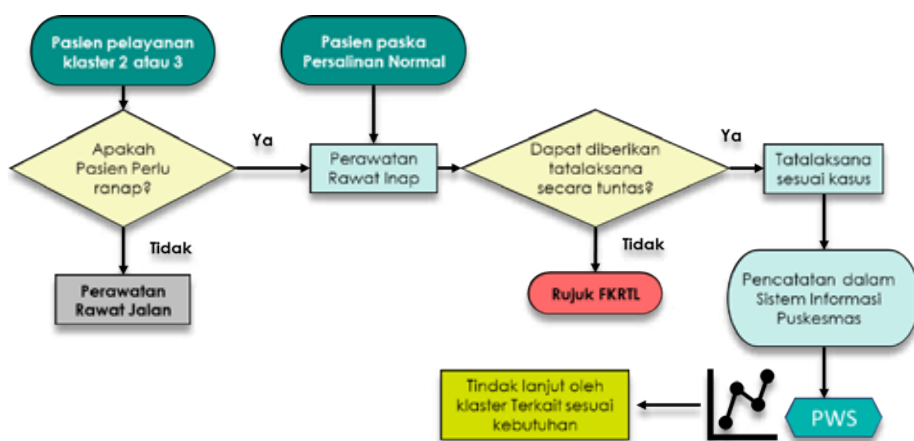 Pasien pelayanan
klaster 2 atau 3
Pasien paska
Persalinan Normal
Apakah
Pasien Perlu
ranap?
Ya
Perawatan
Rawat Inap
Dapat diberikan
tatalaksana
secara tuntas?
Ya
Tatalaksana
sesuai kasus
Tidak
Perawatan
Rawat Jalan
Tidak
Rujuk FKRTL
Pencatatan dalam
Sistem Informasi
Puskesmas
Tindak lanjut oleh
klaster Terkait sesuai
kebutuhan
PWS